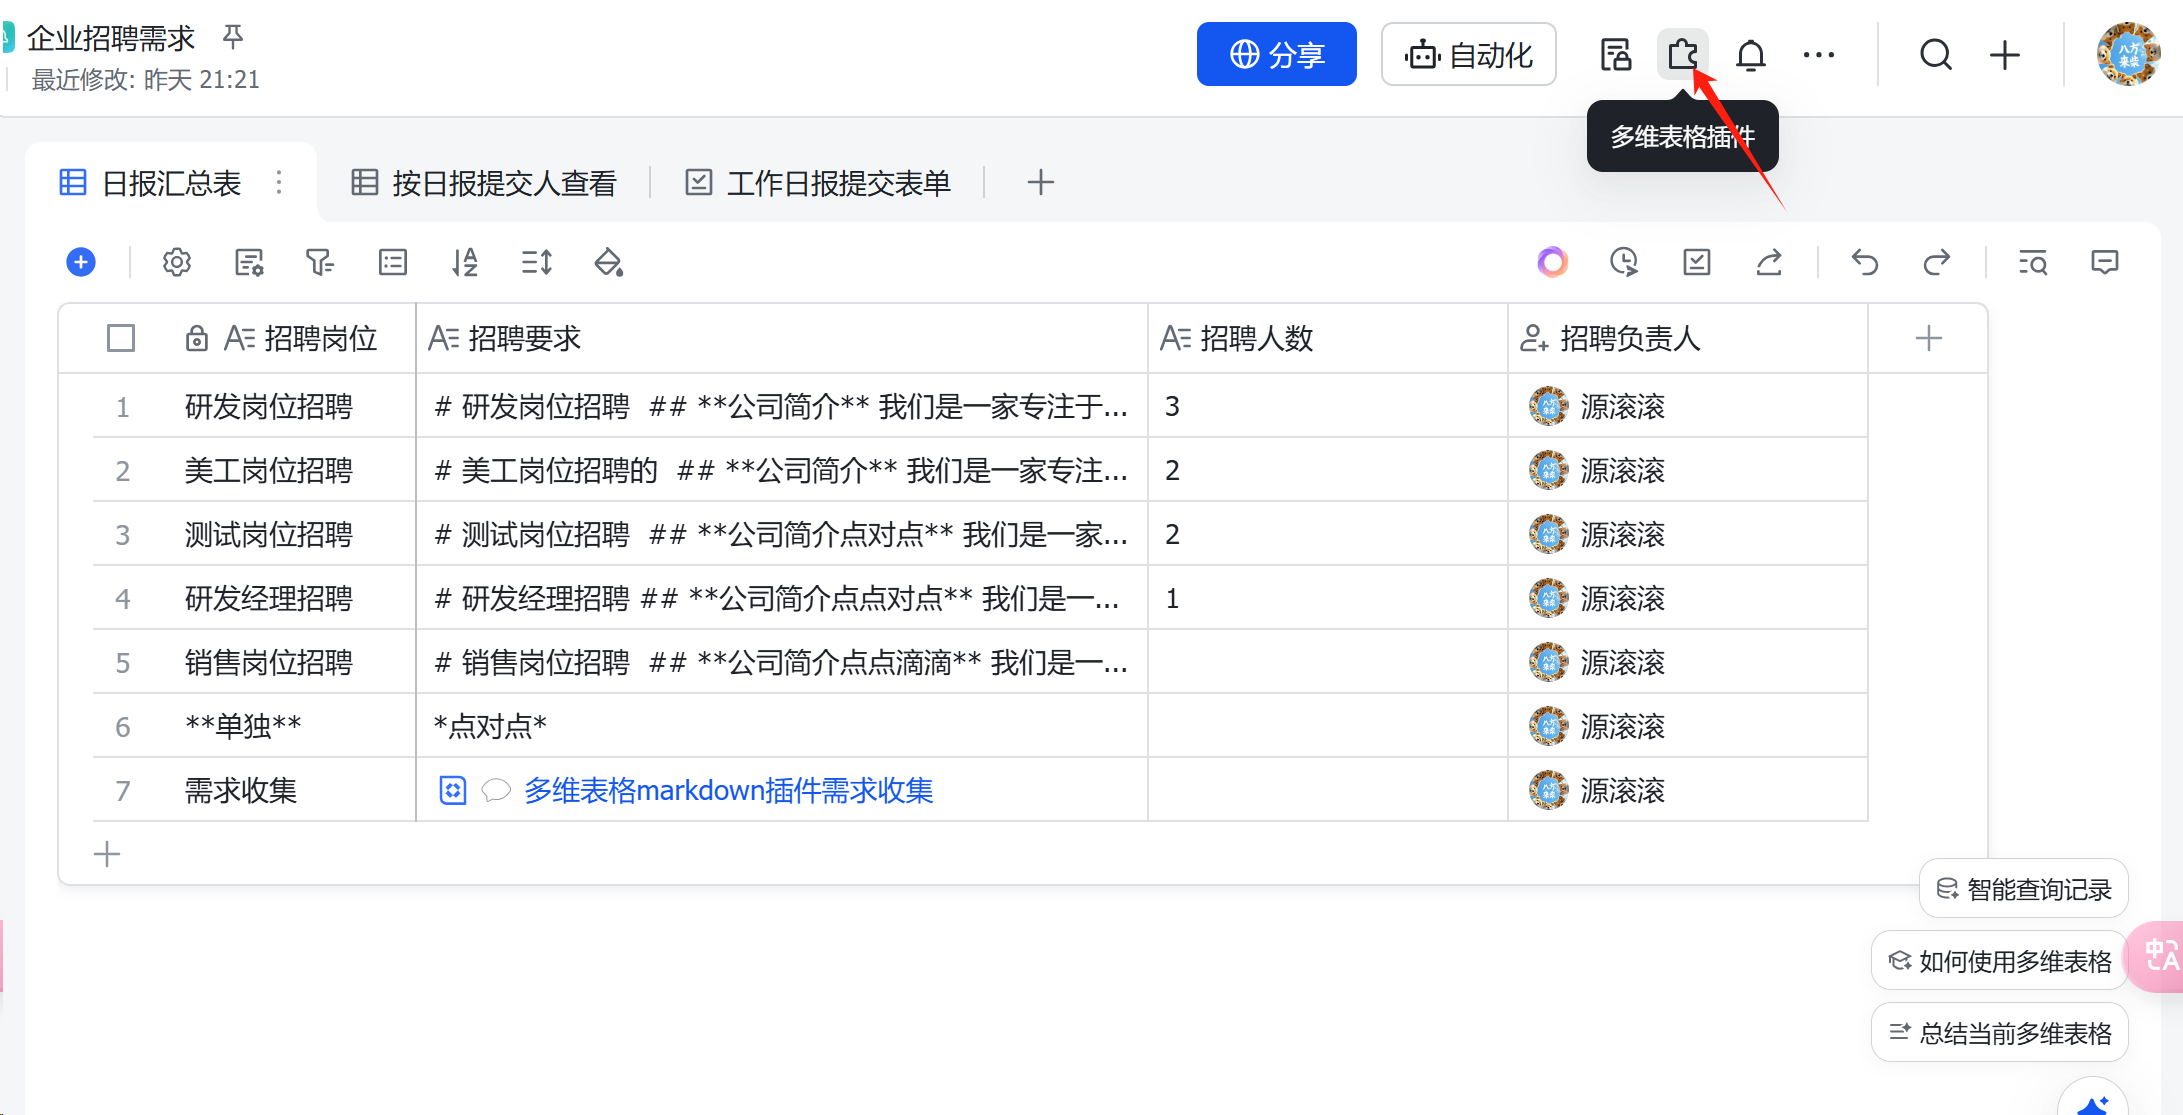 企业招聘需求
最近修改: 昨天 21:21
分享
自动化
多维表格插件
日报汇总表
按日报提交人查看
工作日报提交表单
招聘岗位 招聘要求 招聘人数 招聘负责人
1 研发岗位招聘 # 研发岗位招聘 ## **公司简介** 我们是一家专注于... 3 源滚滚
2 美工岗位招聘 # 美工岗位招聘的 ## **公司简介** 我们是一家专注... 2 源滚滚
3 测试岗位招聘 # 测试岗位招聘 ## **公司简介点对点** 我们是一家... 2 源滚滚
4 研发经理招聘 # 研发经理招聘 ## **公司简介点点对点** 我们是一... 1 源滚滚
5 销售岗位招聘 # 销售岗位招聘 ## **公司简介点点滴滴** 我们是一... 源滚滚
6 **单独** *点对点* 源滚滚
7 需求收集 多维表格markdown插件需求收集 源滚滚
智能查询记录
如何使用多维表格
总结当前多维表格
八方
来柴
中A